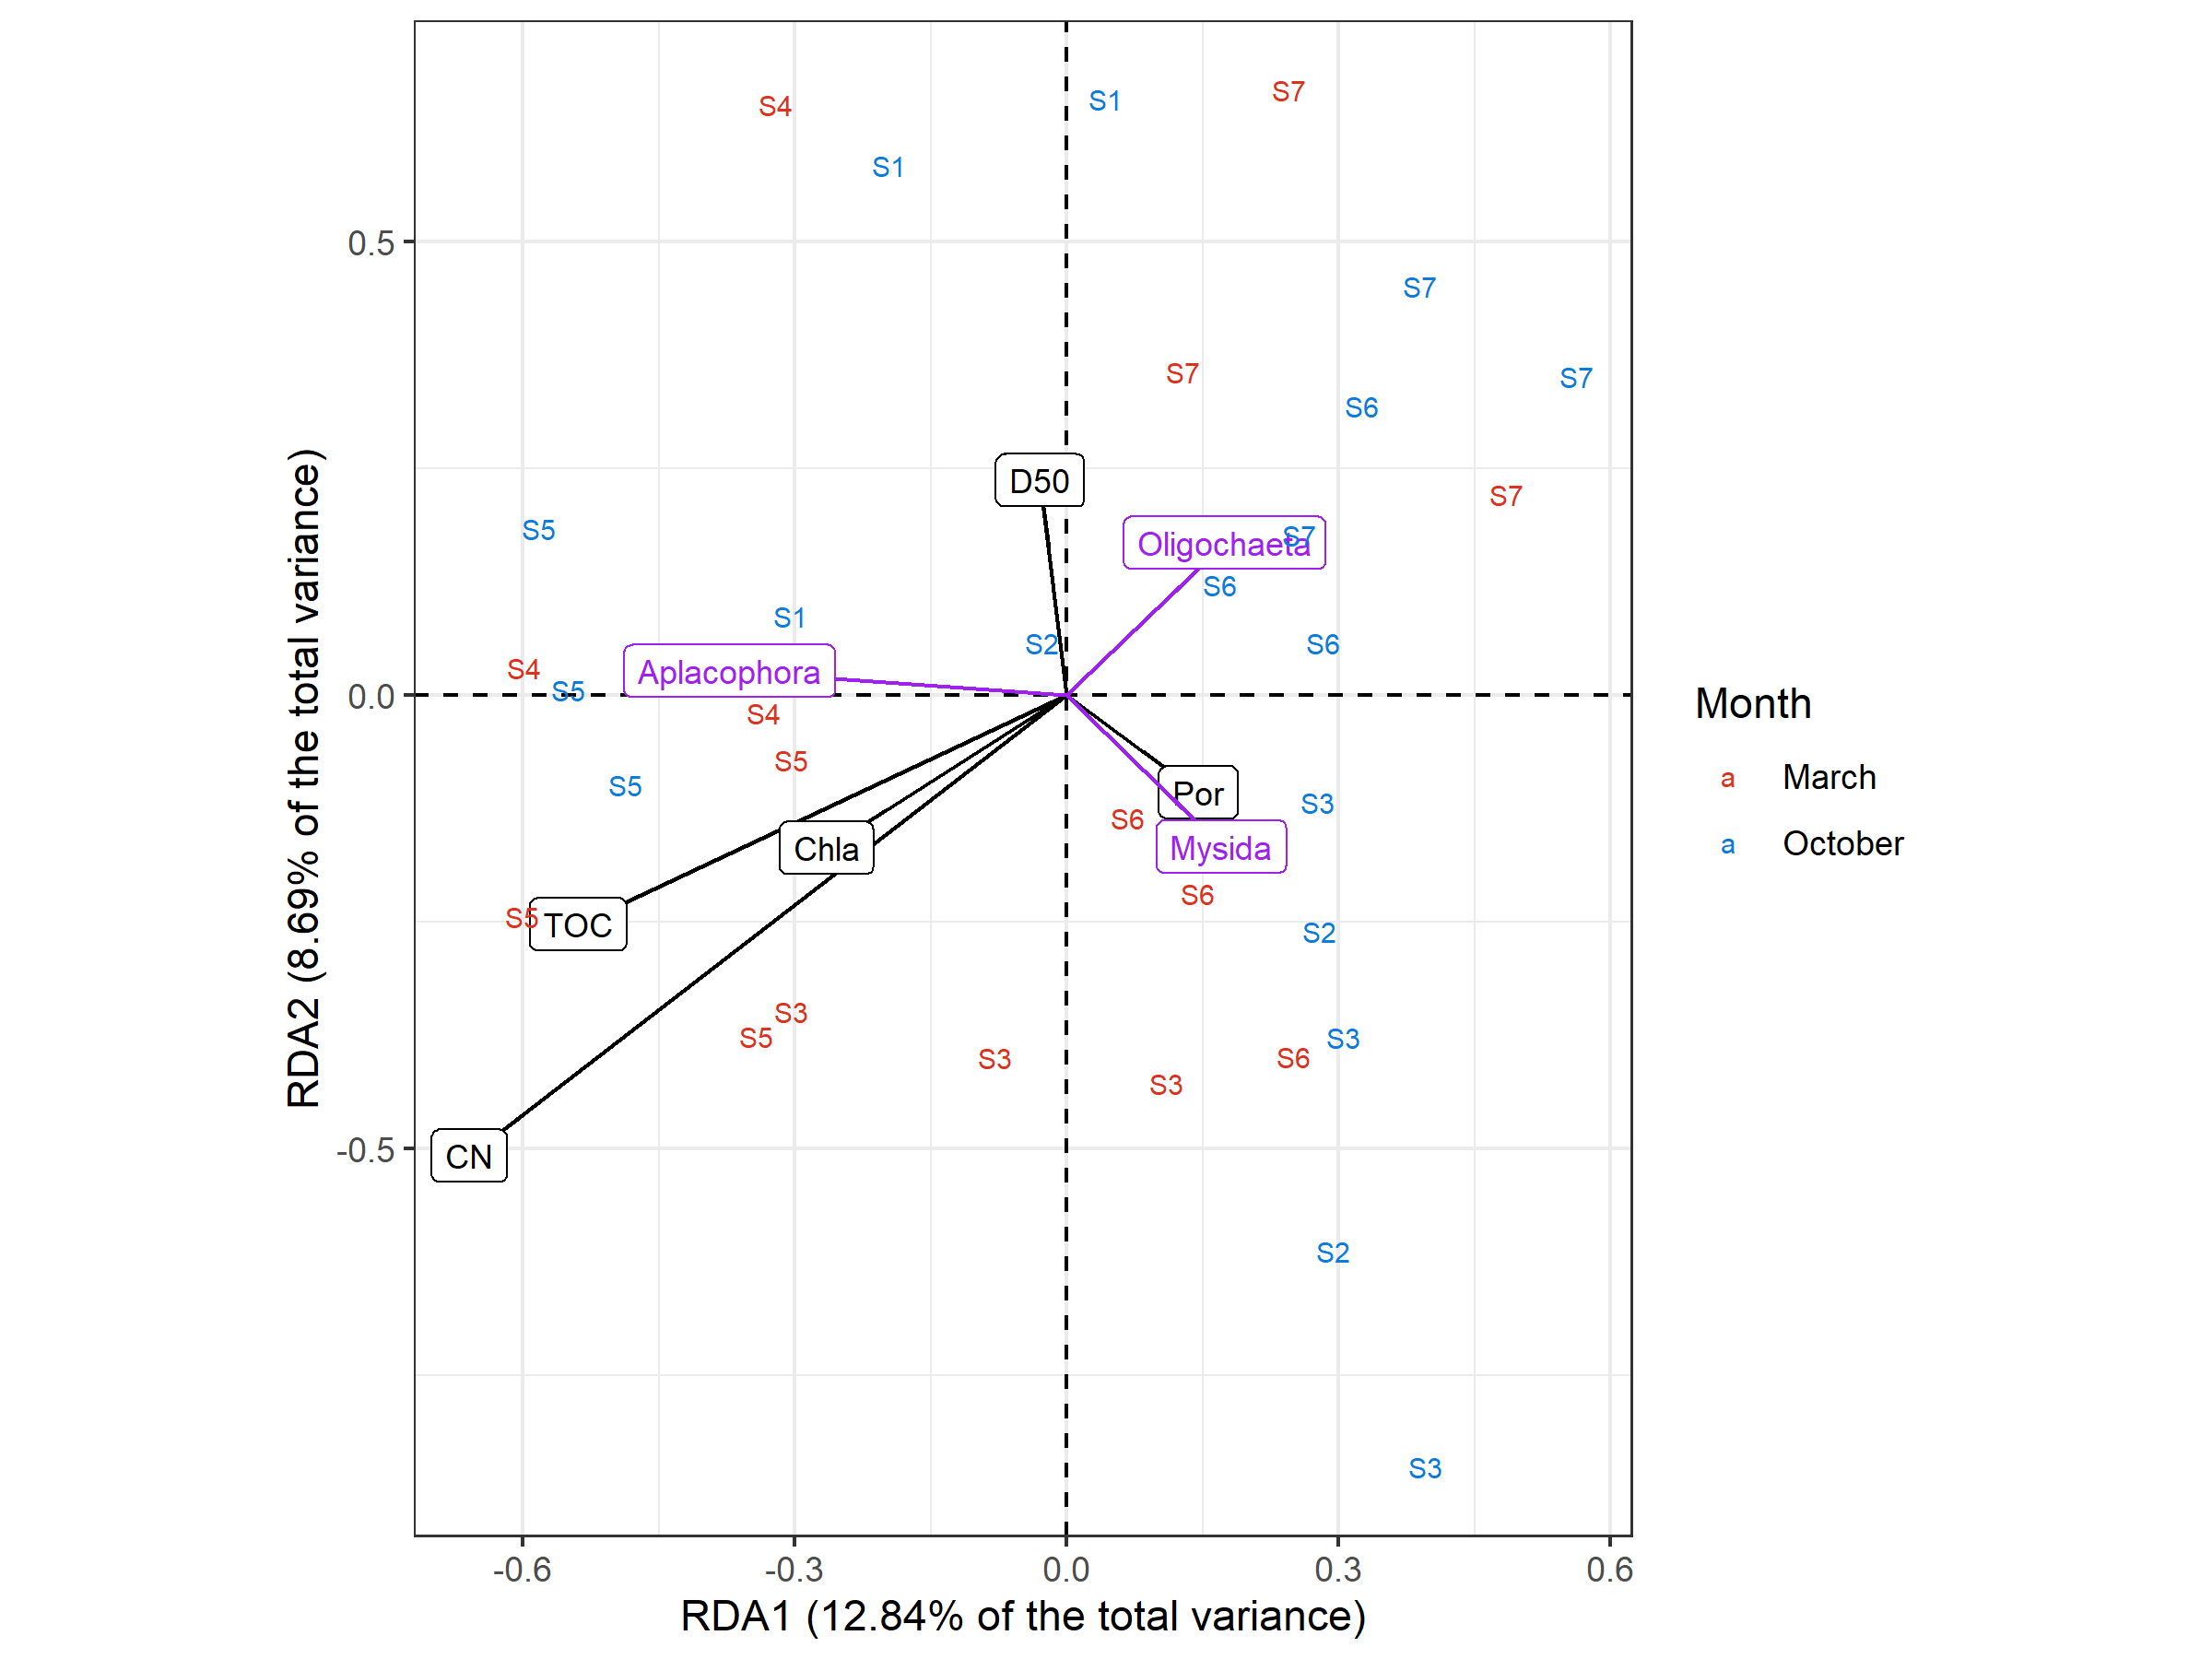 S4
S1
S7
S1
0.5
S7
S7
S7
S6
D50
S7
S5
Oligochaeta
S7
S6
S1
S2
S6
Aplacophora
S4
S5
0.0
S4
S5
S5
Por
S3
S6
Chla
Mysida
S6
S5
TOC
S2
S3
S5
S3
S3
S6
S3
CN
-0.5
S2
S3
-0.6
-0.3
0.0
0.3
0.6
RDA1 (12.84% of the total variance)
RDA2 (8.69% of the total variance)
Month
a March
a October